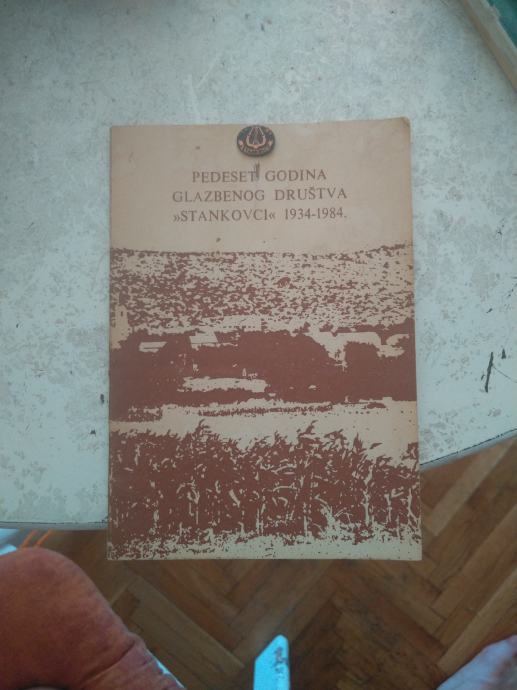 PEDESET GODINA
GLAZBENOG DRUŠTVA
»STANKOVCI« 1934-1984.